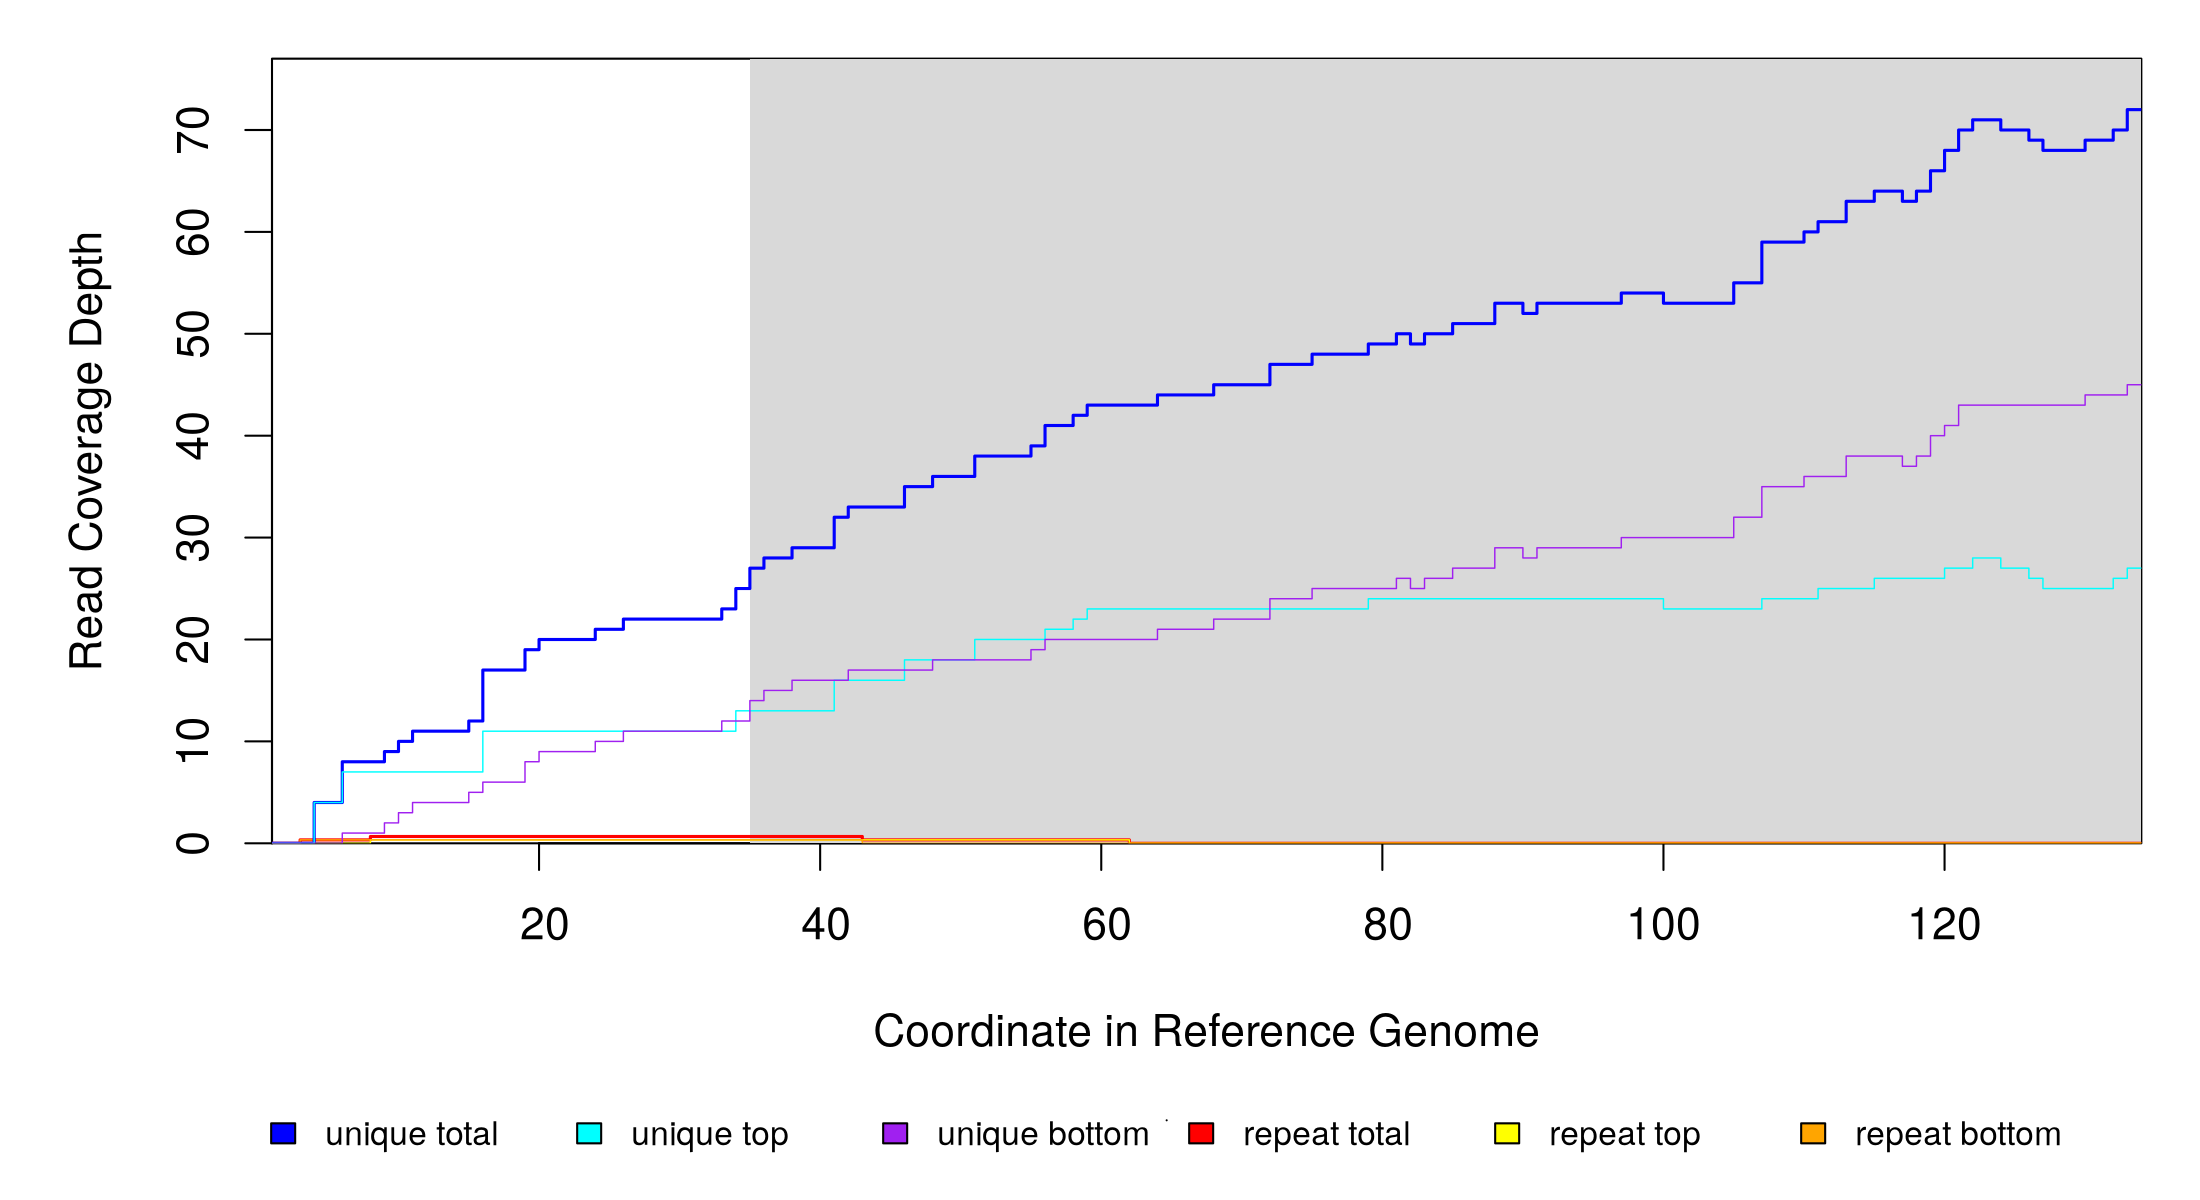 70
60
50
40
30
20
10
0
Read Coverage Depth
20 40 60 80 100 120
Coordinate in Reference Genome
unique total unique top unique bottom repeat total repeat top repeat bottom